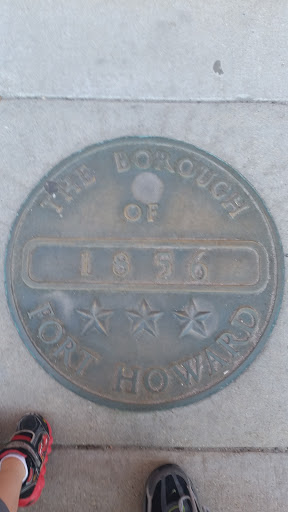 THE BOROUGH
OF
1856
FORT HOWARD